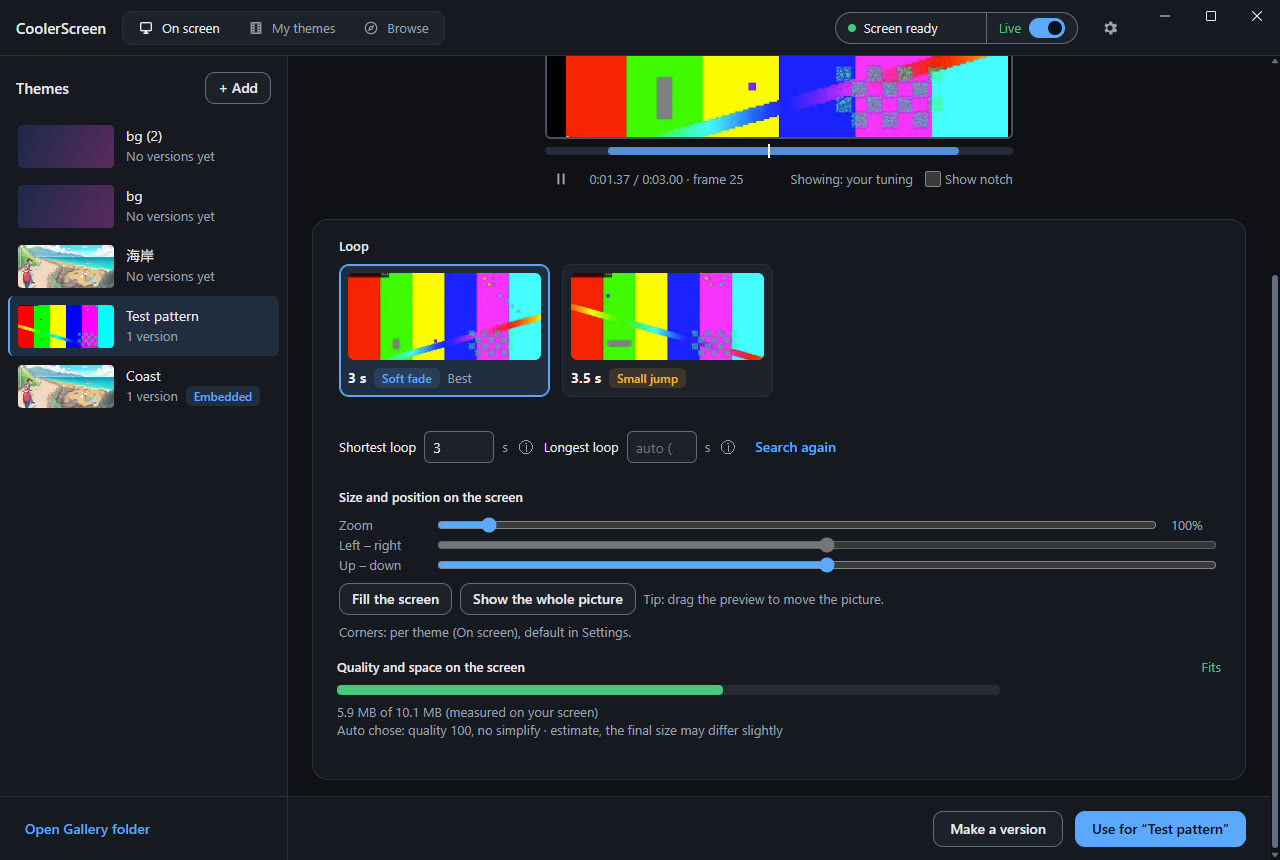 CoolerScreen
On screen
My themes
Browse
Screen ready
Live
Themes
+ Add
bg (2)
No versions yet
bg
No versions yet
海岸
No versions yet
Test pattern
1 version
Coast
1 version Embedded
Open Gallery folder
0:01.37 / 0:03.00 · frame 25
Showing: your tuning
Show notch
Loop
3 s Soft fade Best
3.5 s Small jump
Shortest loop 3 s Longest loop auto ( s Search again
Size and position on the screen
Zoom 100%
Left – right
Up – down
Fill the screen Show the whole picture Tip: drag the preview to move the picture.
Corners: per theme (On screen), default in Settings.
Quality and space on the screen Fits
5.9 MB of 10.1 MB (measured on your screen)
Auto chose: quality 100, no simplify · estimate, the final size may differ slightly
Make a version Use for “Test pattern”